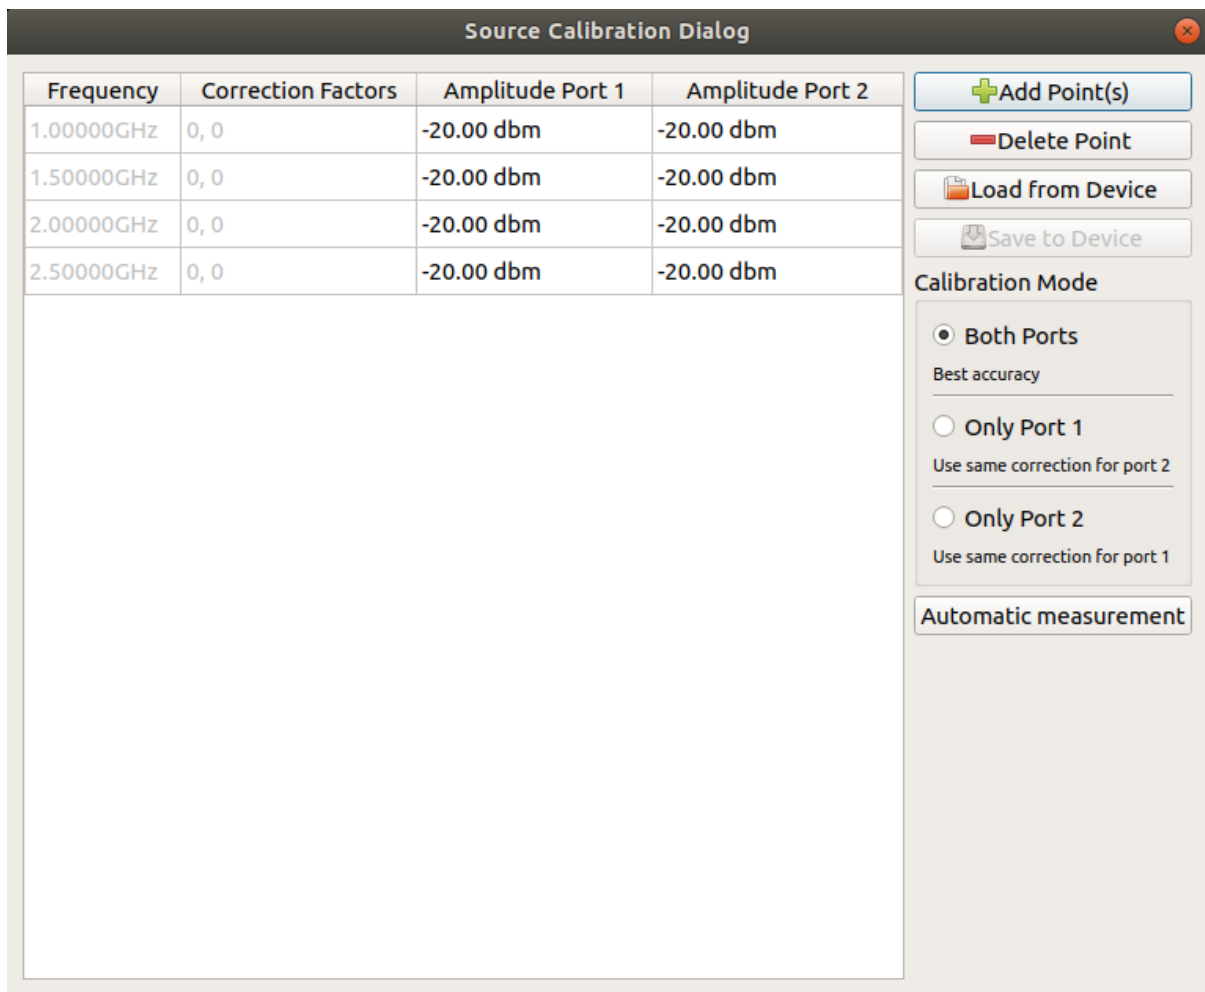 Source Calibration Dialog
Frequency Correction Factors Amplitude Port 1 Amplitude Port 2
1.00000GHz 0, 0 -20.00 dbm -20.00 dbm
1.50000GHz 0, 0 -20.00 dbm -20.00 dbm
2.00000GHz 0, 0 -20.00 dbm -20.00 dbm
2.50000GHz 0, 0 -20.00 dbm -20.00 dbm
Add Point(s)
Delete Point
Load from Device
Save to Device
Calibration Mode
Both Ports
Best accuracy
Only Port 1
Use same correction for port 2
Only Port 2
Use same correction for port 1
Automatic measurement